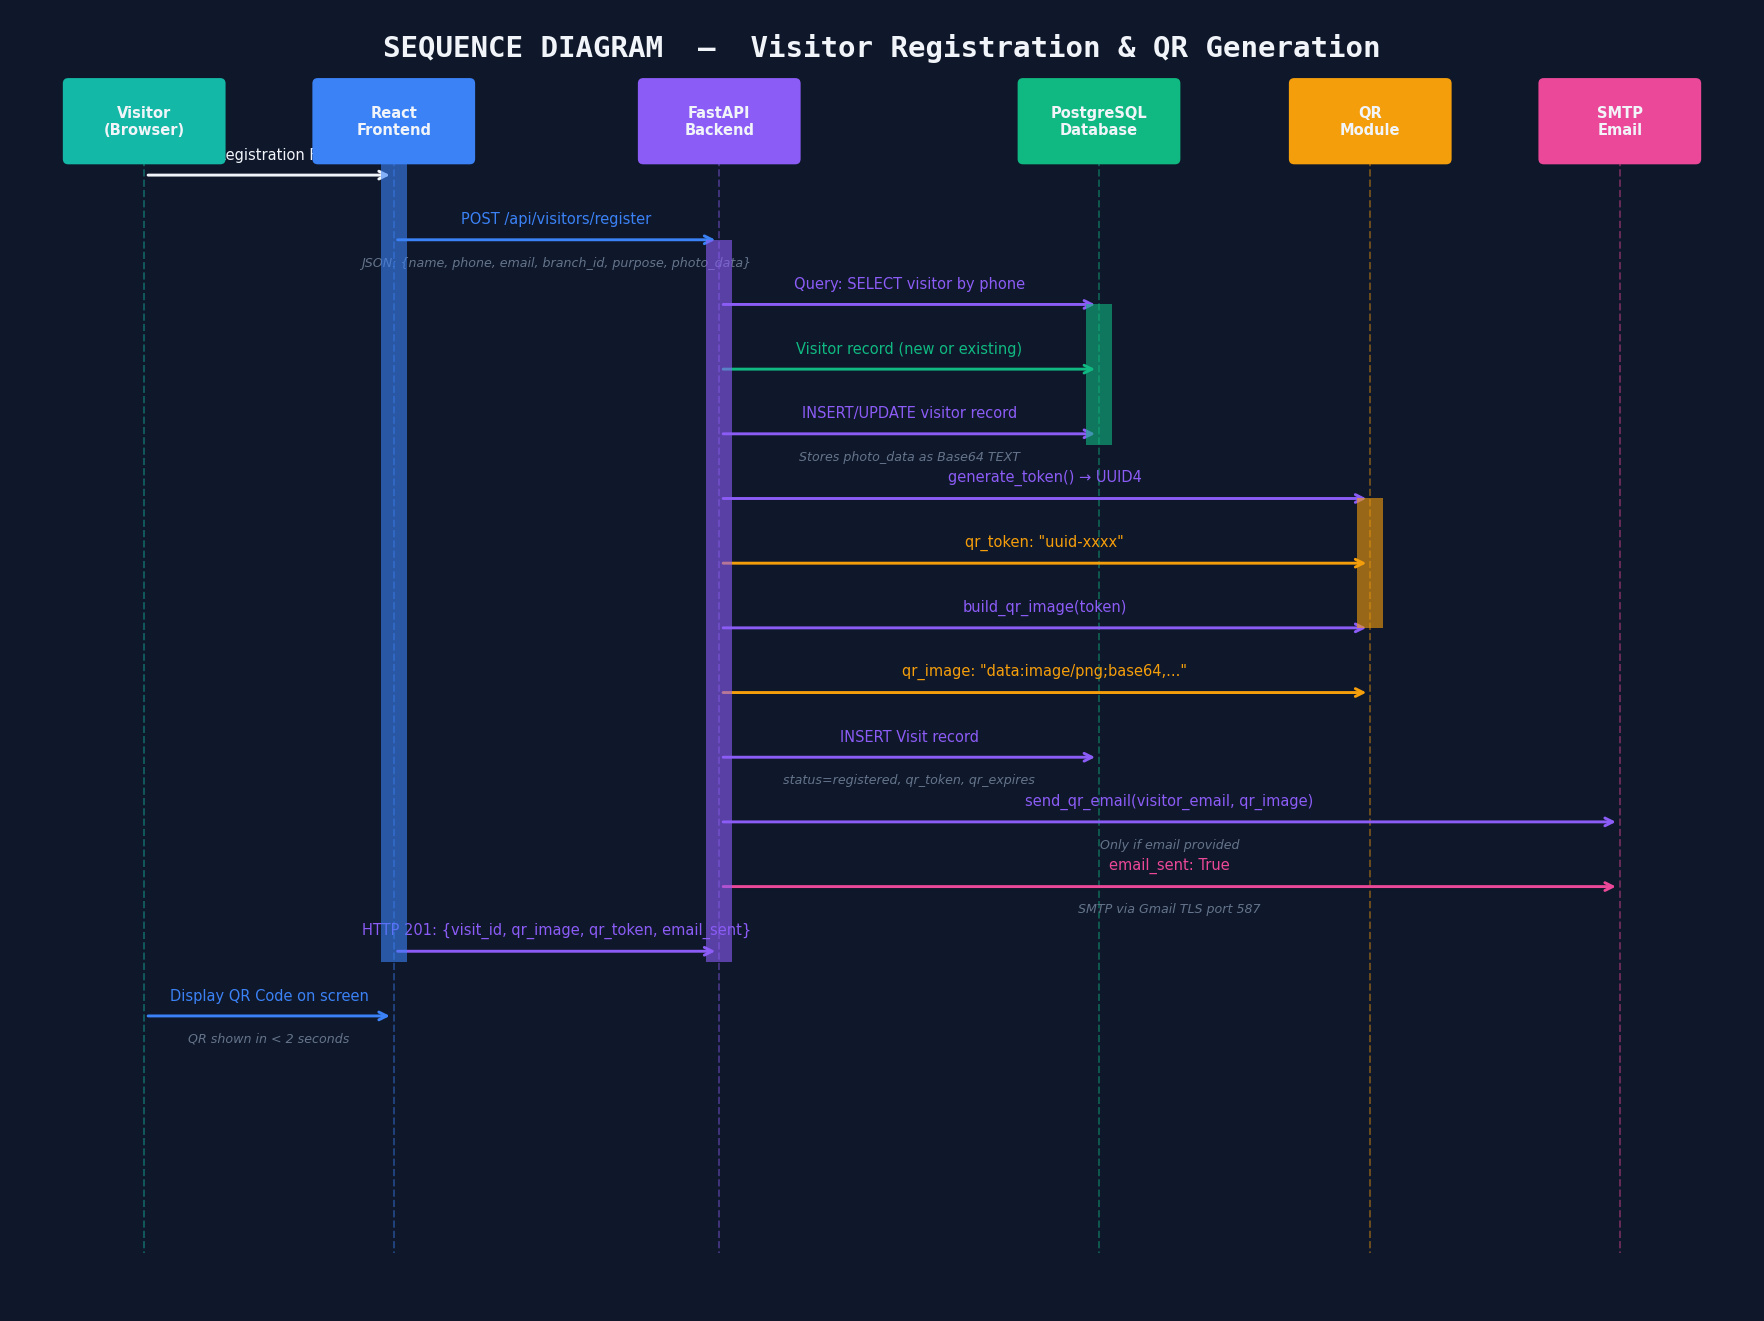 SEQUENCE DIAGRAM — Visitor Registration & QR Generation
Visitor
(Browser)
React
Frontend
FastAPI
Backend
PostgreSQL
Database
QR
Module
SMTP
Email
egistration
POST /api/visitors/register
JSON: {name, phone, email, branch_id, purpose, photo_data}
Query: SELECT visitor by phone
Visitor record (new or existing)
INSERT/UPDATE visitor record
Stores photo_data as Base64 TEXT
generate_token() → UUID4
qr_token: "uuid-xxxx"
build_qr_image(token)
qr_image: "data:image/png;base64,..."
INSERT Visit record
status=registered, qr_token, qr_expires
send_qr_email(visitor_email, qr_image)
Only if email provided
email_sent: True
SMTP via Gmail TLS port 587
HTTP 201: {visit_id, qr_image, qr_token, email_sent}
Display QR Code on screen
QR shown in < 2 seconds